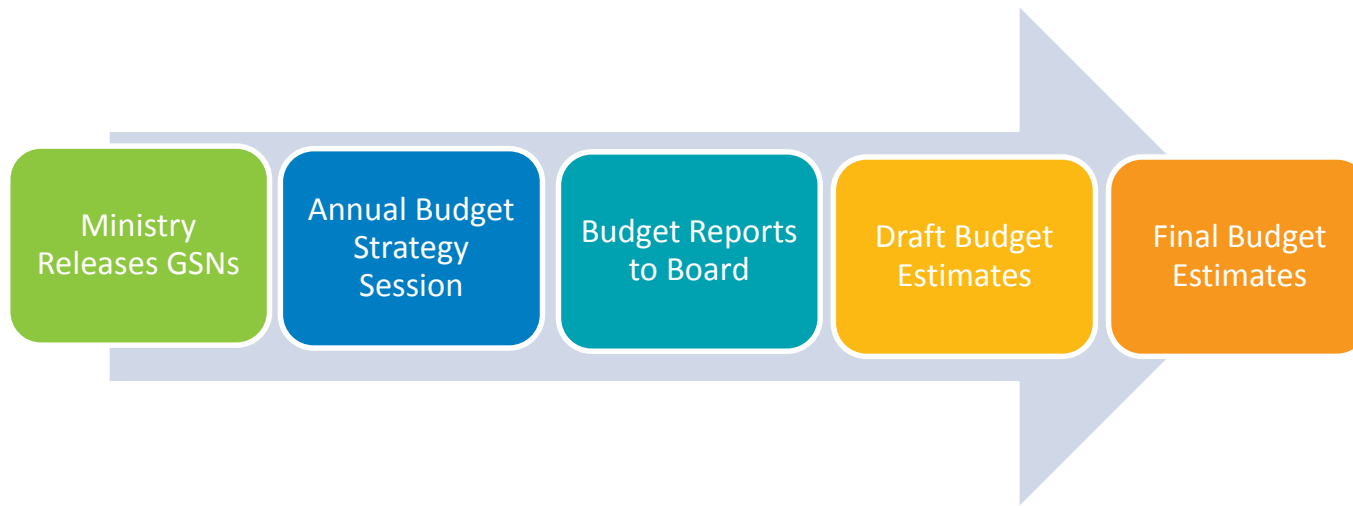 Ministry
Releases GSNs
Annual Budget
Strategy
Session
Budget Reports
to Board
Draft Budget
Estimates
Final Budget
Estimates